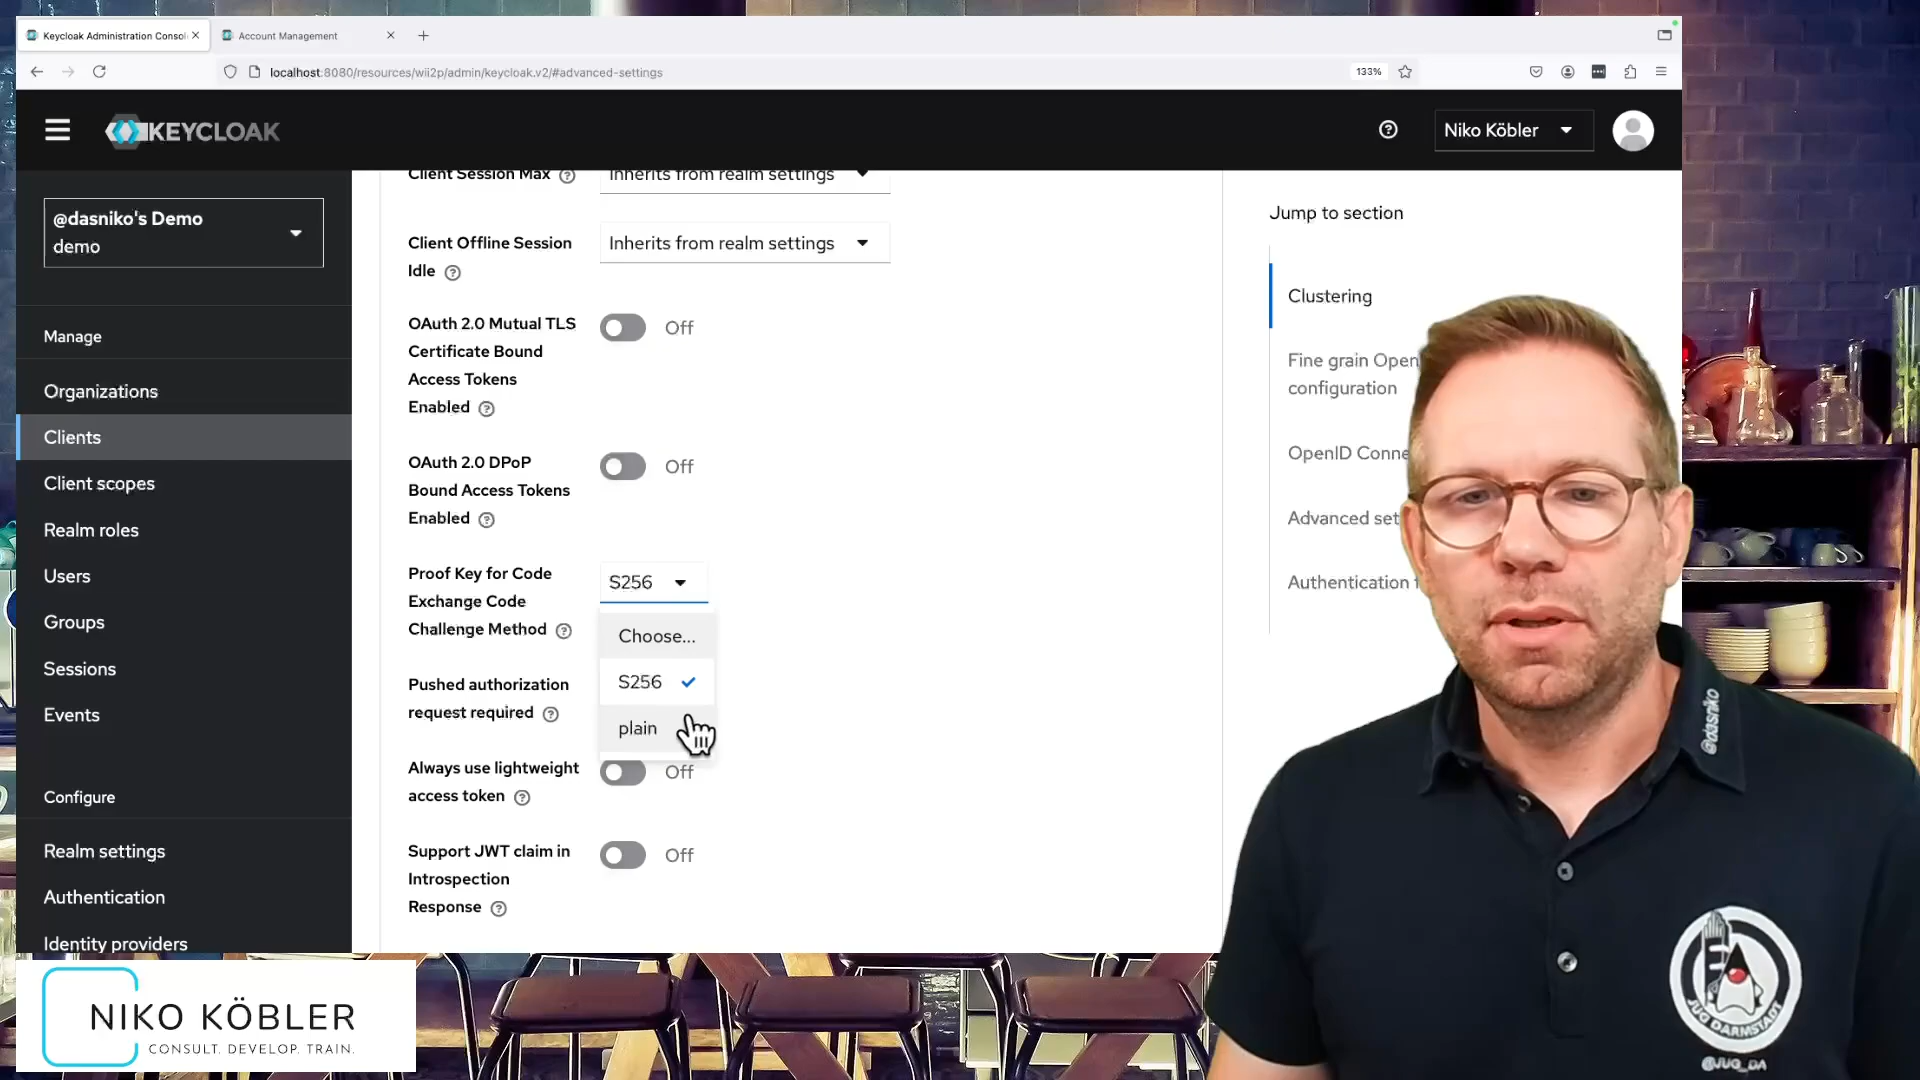 Keycloak Administration Consol
Account Management
localhost:8080/resources/wii2p/admin/keycloak.v2/#advanced-settings
133%
KEYCLOAK
Niko Köbler
@dasniko's Demo
demo
Manage
Organizations
Clients
Client scopes
Realm roles
Users
Groups
Sessions
Events
Configure
Realm settings
Authentication
Identity providers
Client Session Max
Inherits from realm settings
Client Offline Session
Idle
Inherits from realm settings
OAuth 2.0 Mutual TLS
Certificate Bound
Access Tokens
Enabled
Off
OAuth 2.0 DPoP
Bound Access Tokens
Enabled
Off
Proof Key for Code
Exchange Code
Challenge Method
S256
Choose...
S256
plain
Pushed authorization
request required
Always use lightweight
access token
Off
Support JWT claim in
Introspection
Response
Off
Jump to section
Clustering
Fine grain Open
configuration
OpenID Conne
Advanced set
Authentication
@dasniko
JUG DARMSTADT
@JUG_DA
NIKO KÖBLER
CONSULT. DEVELOP. TRAIN.